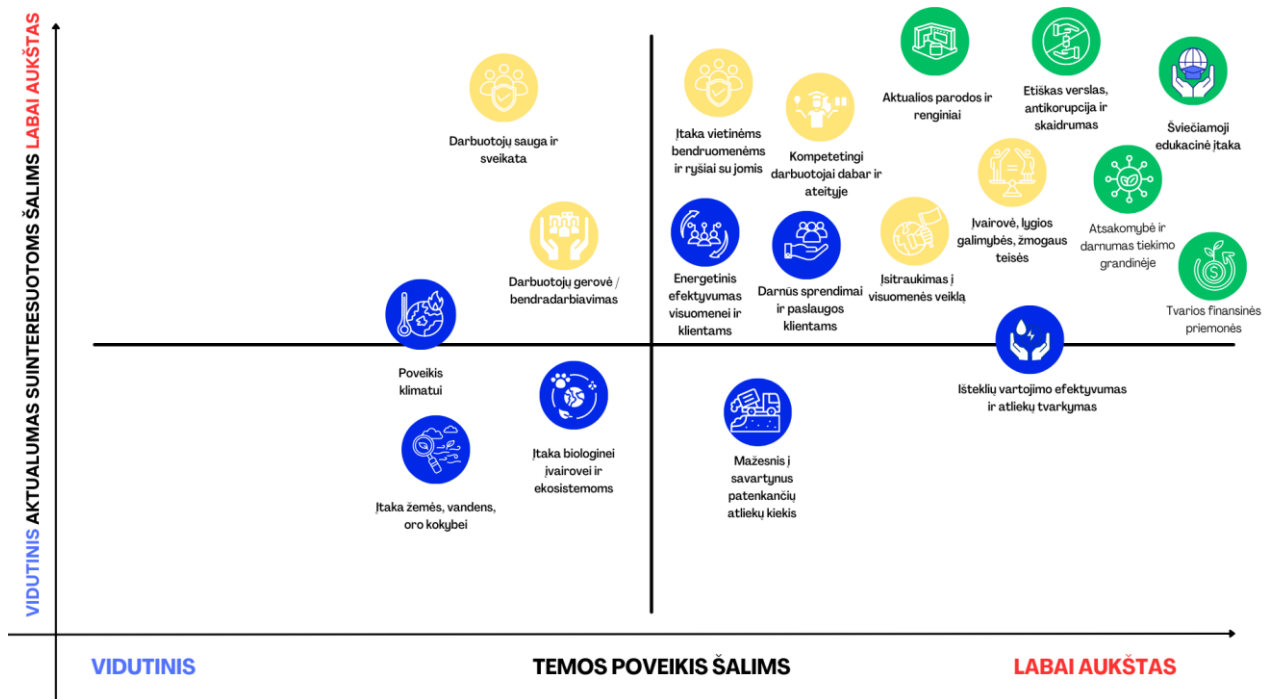 VIDUTINIS AKTUALUMAS SUINTERESUOTOMS ŠALIMS LABAI AUKŠTAS
Darbuotojų sauga ir
sveikata
Įtaka vietinėms
bendruomenėms
ir ryšiai su jomis
Kompetetingi
darbuotojai dabar ir
ateityje
Aktualios parodos ir
renginiai
Etiškas verslas,
antikorupcija ir
skaidrumas
Šviečiamoji
edukacinė įtaka
Darbuotojų gerovė /
bendradarbiavimas
Energetinis
efektyvumas
visuomenei ir
klientams
Darnūs sprendimai
ir paslaugos
klientams
Įsitraukimas į
visuomenės veiklą
Įvairovė, lygios
galimybės, žmogaus
teisės
Atsakomybė ir
darnumas tiekimo
grandinėje
Tvarios finansinės
priemonės
Poveikis
klimatui
Įtaka biologinei
įvairovei ir
ekosistemoms
Įtaka žemės, vandens,
oro kokybei
Mažesnis į
savartynus
patenkančių
atliekų kiekis
Išteklių vartojimo efektyvumas
ir atliekų tvarkymas
VIDUTINIS
TEMOS POVEIKIS ŠALIMS
LABAI AUKŠTAS